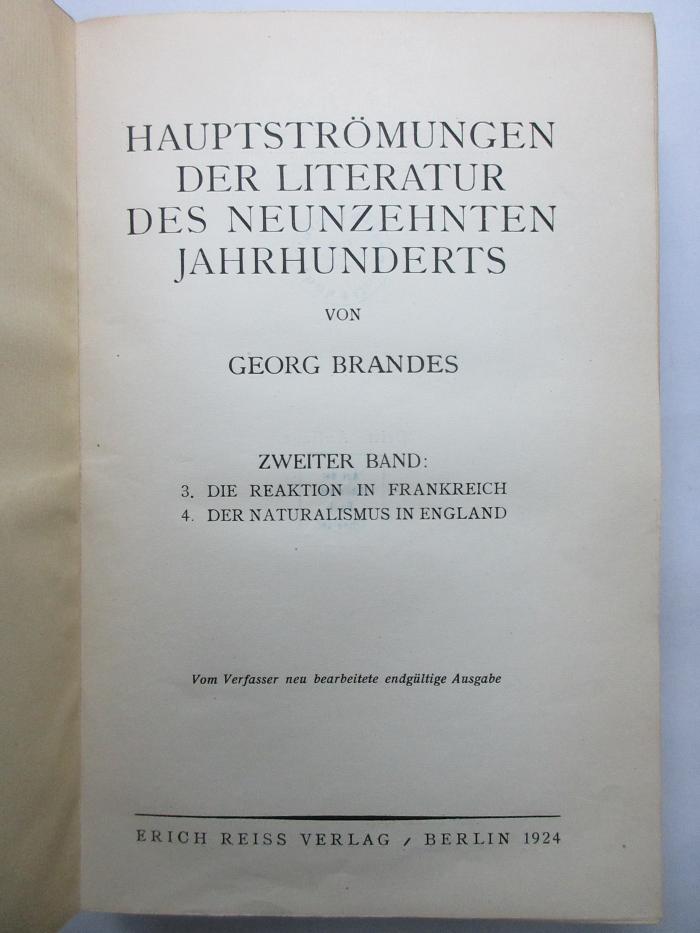 HAUPTSTRÖMUNGEN
DER LITERATUR
DES NEUNZEHNTEN
JAHRHUNDERTS
VON
GEORG BRANDES
ZWEITER BAND:
3. DIE REAKTION IN FRANKREICH
4. DER NATURALISMUS IN ENGLAND
Vom Verfasser neu bearbeitete endgültige Ausgabe
ERICH REISS VERLAG / BERLIN 1924